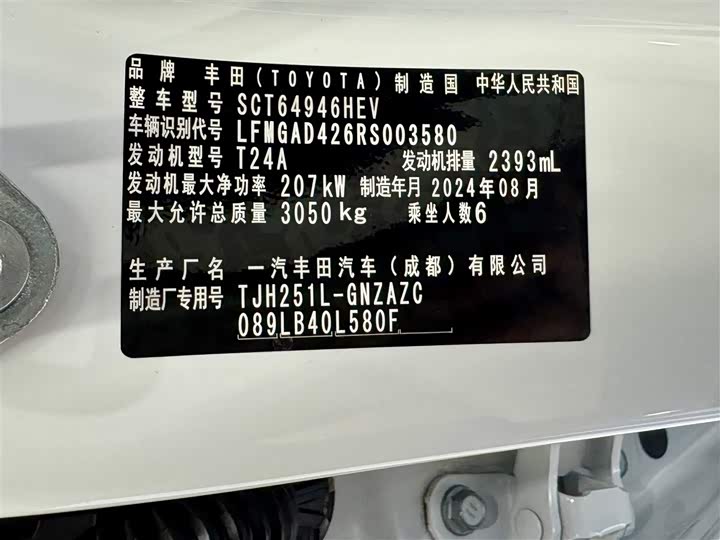 品牌 丰田(TOYOTA) 制造国 中华人民共和国
整车型号 SCT64946HEV
车辆识别代号 LFMGAD426RS003580
发动机型号 T24A 发动机排量 2393mL
发动机最大净功率 207kW 制造年月 2024年08月
最大允许总质量 3050kg 乘坐人数6
生产厂名 一汽丰田汽车(成都)有限公司
制造厂专用号 TJH251L-GNZAZC
089LB40L580F